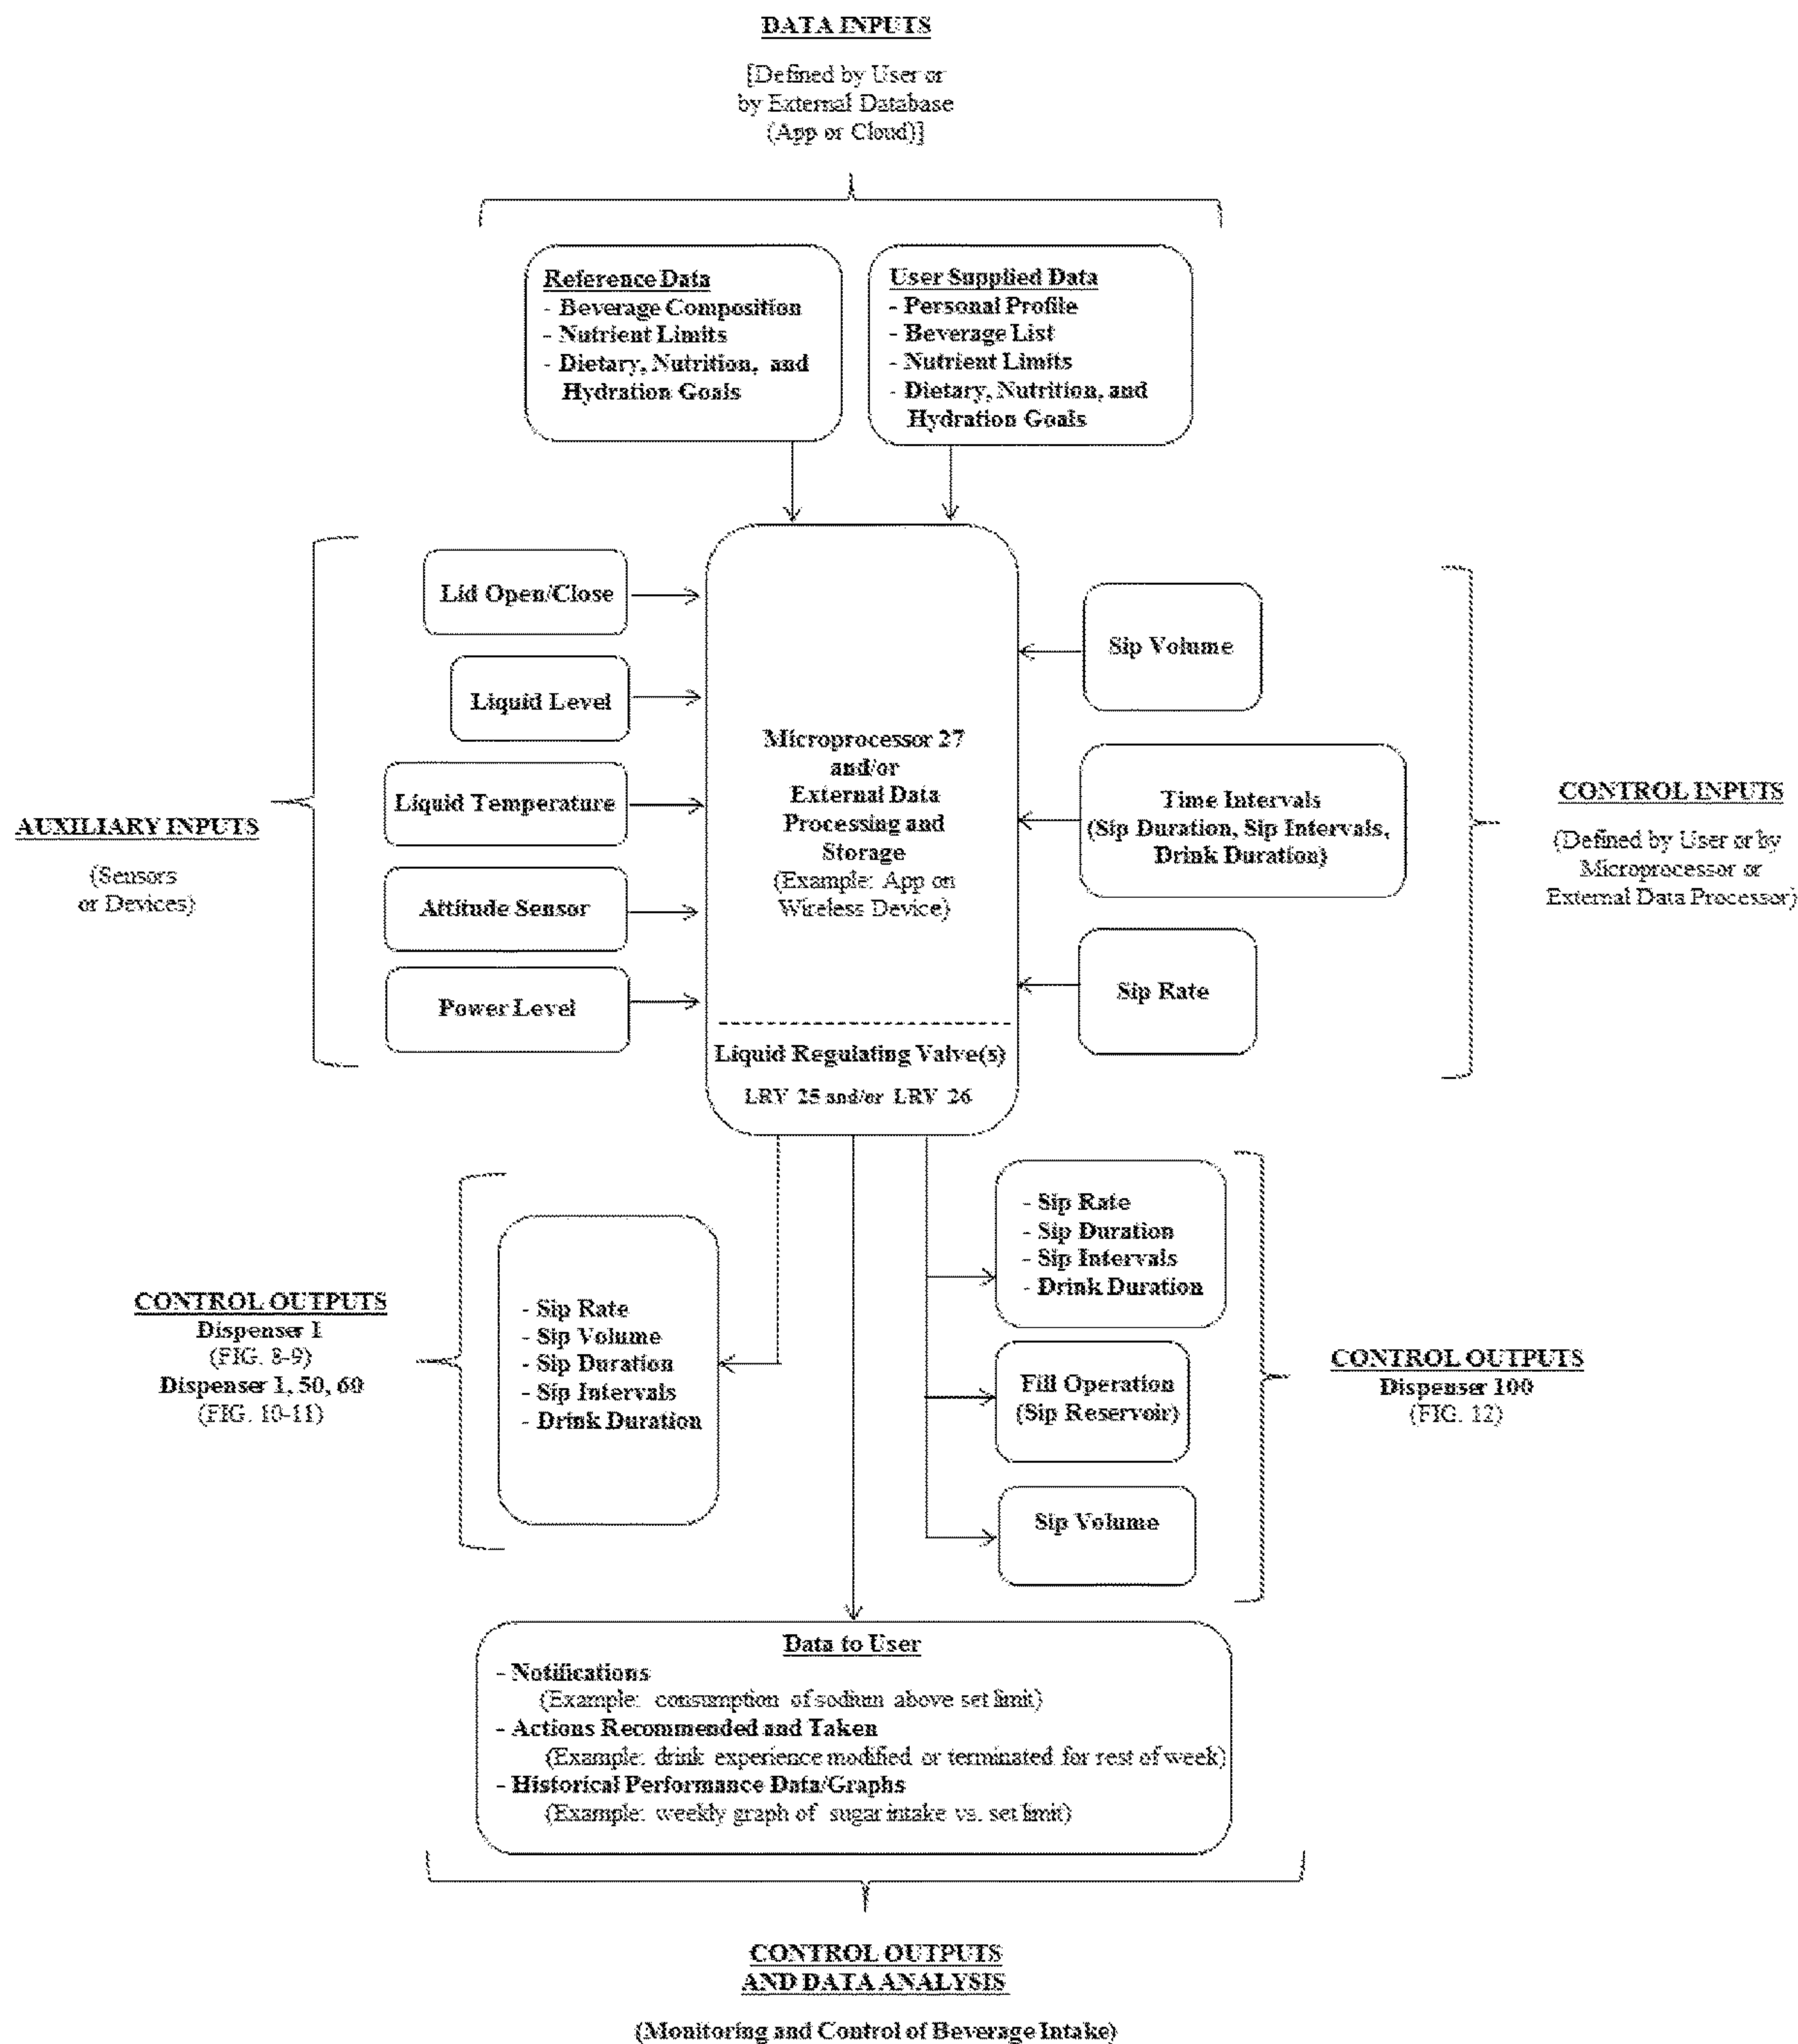 DATA INPUTS
[Defined by User or
by External Database
(App or Cloud)]
Reference Data
- Beverage Composition
- Nutrient Limits
- Dietary, Nutrition, and
Hydration Goals
User Supplied Data
- Personal Profile
- Beverage List
- Nutrient Limits
- Dietary, Nutrition, and
Hydration Goals
AUXILIARY INPUTS
(Sensors
or Devices)
Lid Open/Close
Liquid Level
Liquid Temperature
Attitude Sensor
Power Level
Microprocessor 27
and/or
External Data
Processing and
Storage
(Example: App on
Wireless Device)
Liquid Regulating Valve(s)
LRV 25 and/or LRV 26
Sip Volume
Time Intervals
(Sip Duration, Sip Intervals,
Drink Duration)
Sip Rate
CONTROL INPUTS
(Defined by User or by
Microprocessor or
External Data Processor)
CONTROL OUTPUTS
Dispenser 1
(FIG. 8-9)
Dispenser 1, 50, 60
(FIG. 10-11)
- Sip Rate
- Sip Volume
- Sip Duration
- Sip Intervals
- Drink Duration
- Sip Rate
- Sip Duration
- Sip Intervals
- Drink Duration
Fill Operation
(Sip Reservoir)
Sip Volume
CONTROL OUTPUTS
Dispenser 100
(FIG. 12)
Data to User
- Notifications
(Example: consumption of sodium above set limit)
- Actions Recommended and Taken
(Example: drink experience modified or terminated for rest of week)
- Historical Performance Data/Graphs
(Example: weekly graph of sugar intake vs. set limit)
CONTROL OUTPUTS
AND DATA ANALYSIS
(Monitoring and Control of Beverage Intake)